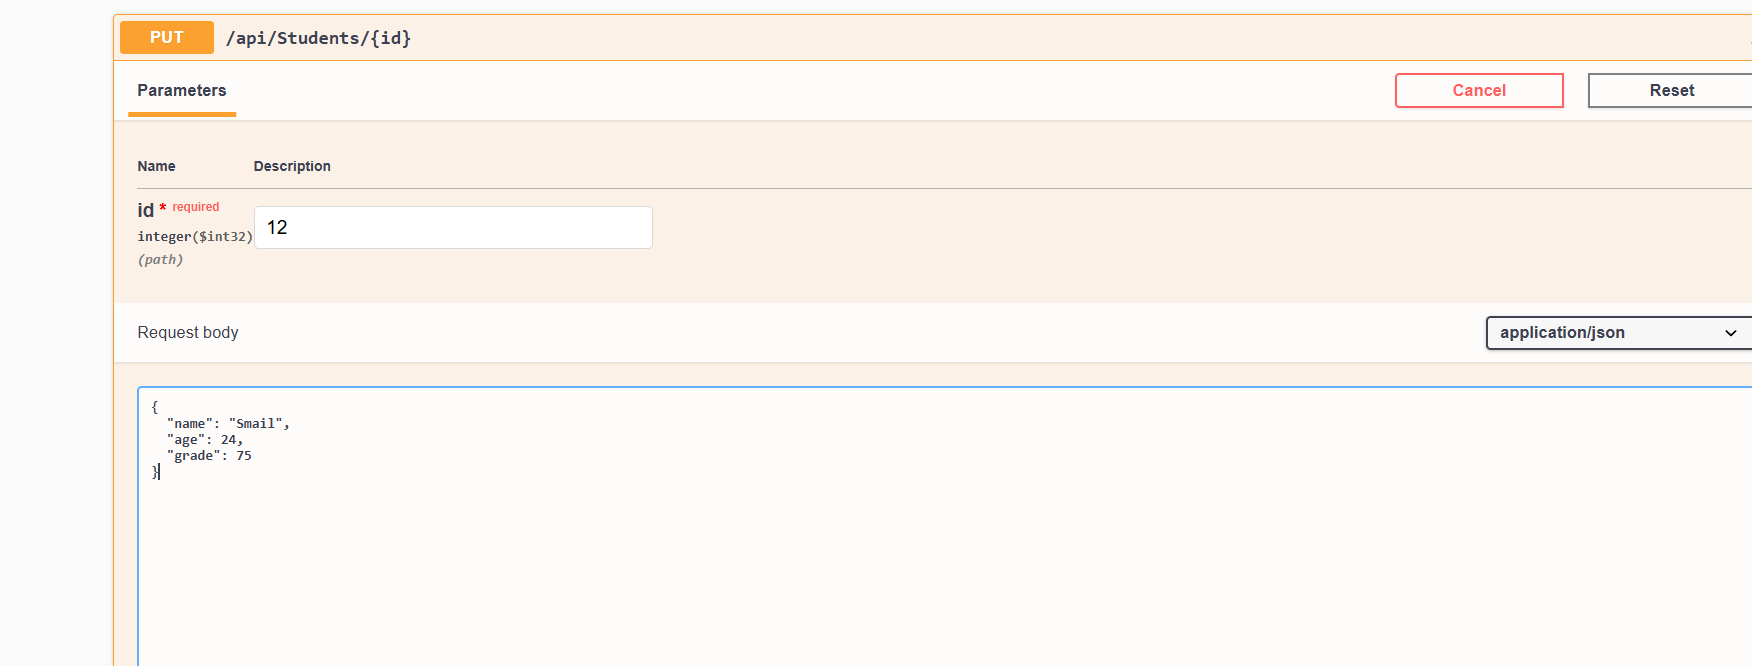 PUT /api/Students/{id}
Parameters
Cancel
Reset
Name Description
id * required
integer($int32)
(path)
12
Request body
application/json
{
"name": "Smail",
"age": 24,
"grade": 75
}